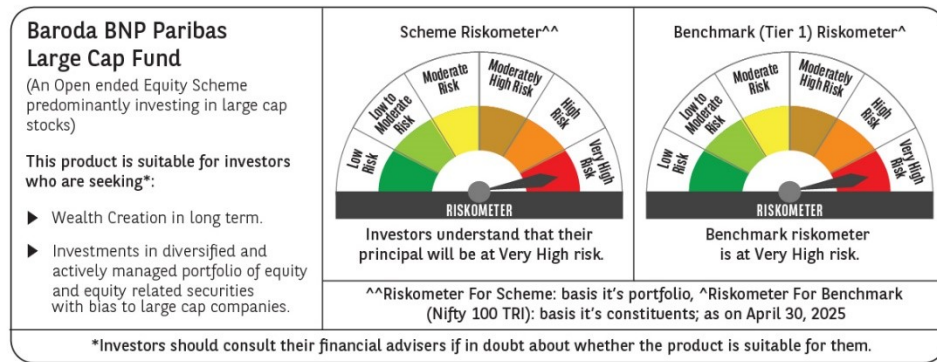 Baroda BNP Paribas
Large Cap Fund
(An Open ended Equity Scheme
predominantly investing in large cap
stocks)
This product is suitable for investors
who are seeking*:
Wealth Creation in long term.
Investments in diversified and
actively managed portfolio of equity
and equity related securities
with bias to large cap companies.
Scheme Riskometer^^
Low
Risk
Low to
Moderate
Risk
Moderate
Risk
Moderately
High Risk
High
Risk
Very High
Risk
RISKOMETER
Investors understand that their
principal will be at Very High risk.
Benchmark (Tier 1) Riskometer^
Low
Risk
Low to
Moderate
Risk
Moderate
Risk
Moderately
High Risk
High
Risk
Very High
Risk
RISKOMETER
Benchmark riskometer
is at Very High risk.
^^Riskometer For Scheme: basis it's portfolio, ^Riskometer For Benchmark
(Nifty 100 TRI): basis it's constituents; as on April 30, 2025
*Investors should consult their financial advisers if in doubt about whether the product is suitable for them.